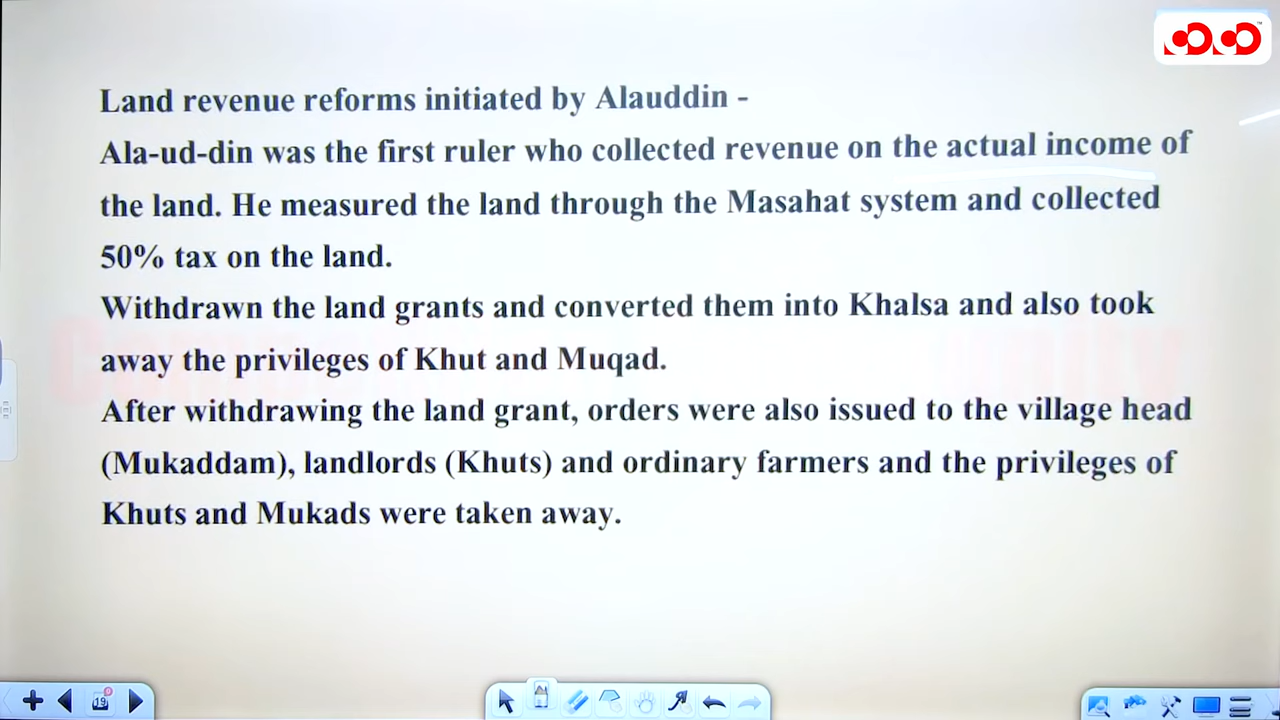 Land revenue reforms initiated by Alauddin -
Ala-ud-din was the first ruler who collected revenue on the actual income of
the land. He measured the land through the Masahat system and collected
50% tax on the land.
Withdrawn the land grants and converted them into Khalsa and also took
away the privileges of Khut and Muqad.
After withdrawing the land grant, orders were also issued to the village head
(Mukaddam), landlords (Khuts) and ordinary farmers and the privileges of
Khuts and Mukads were taken away.
19